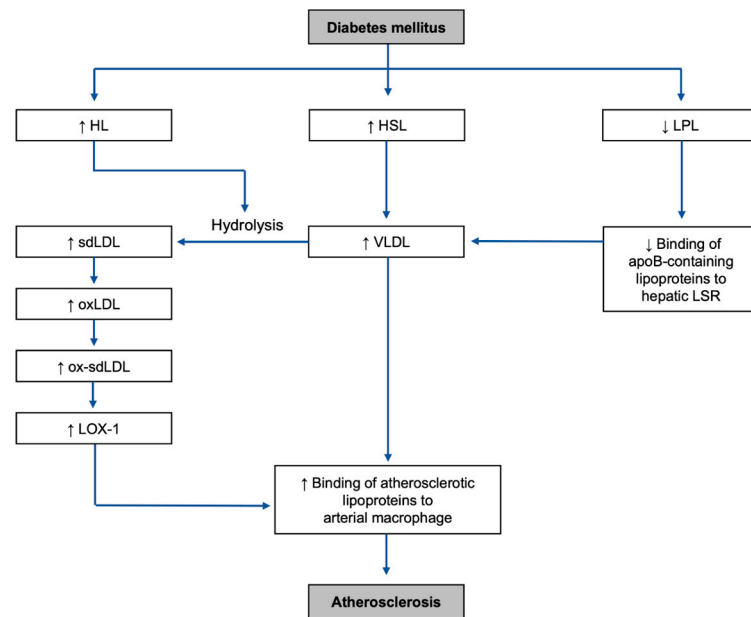 Diabetes mellitus
↑ HL
↑ HSL
↓ LPL
Hydrolysis
↑ sdLDL
↑ VLDL
↓ Binding of
apoB-containing
lipoproteins to
hepatic LSR
↑ oxLDL
↑ ox-sdLDL
↑ LOX-1
↑ Binding of atherosclerotic
lipoproteins to
arterial macrophage
Atherosclerosis